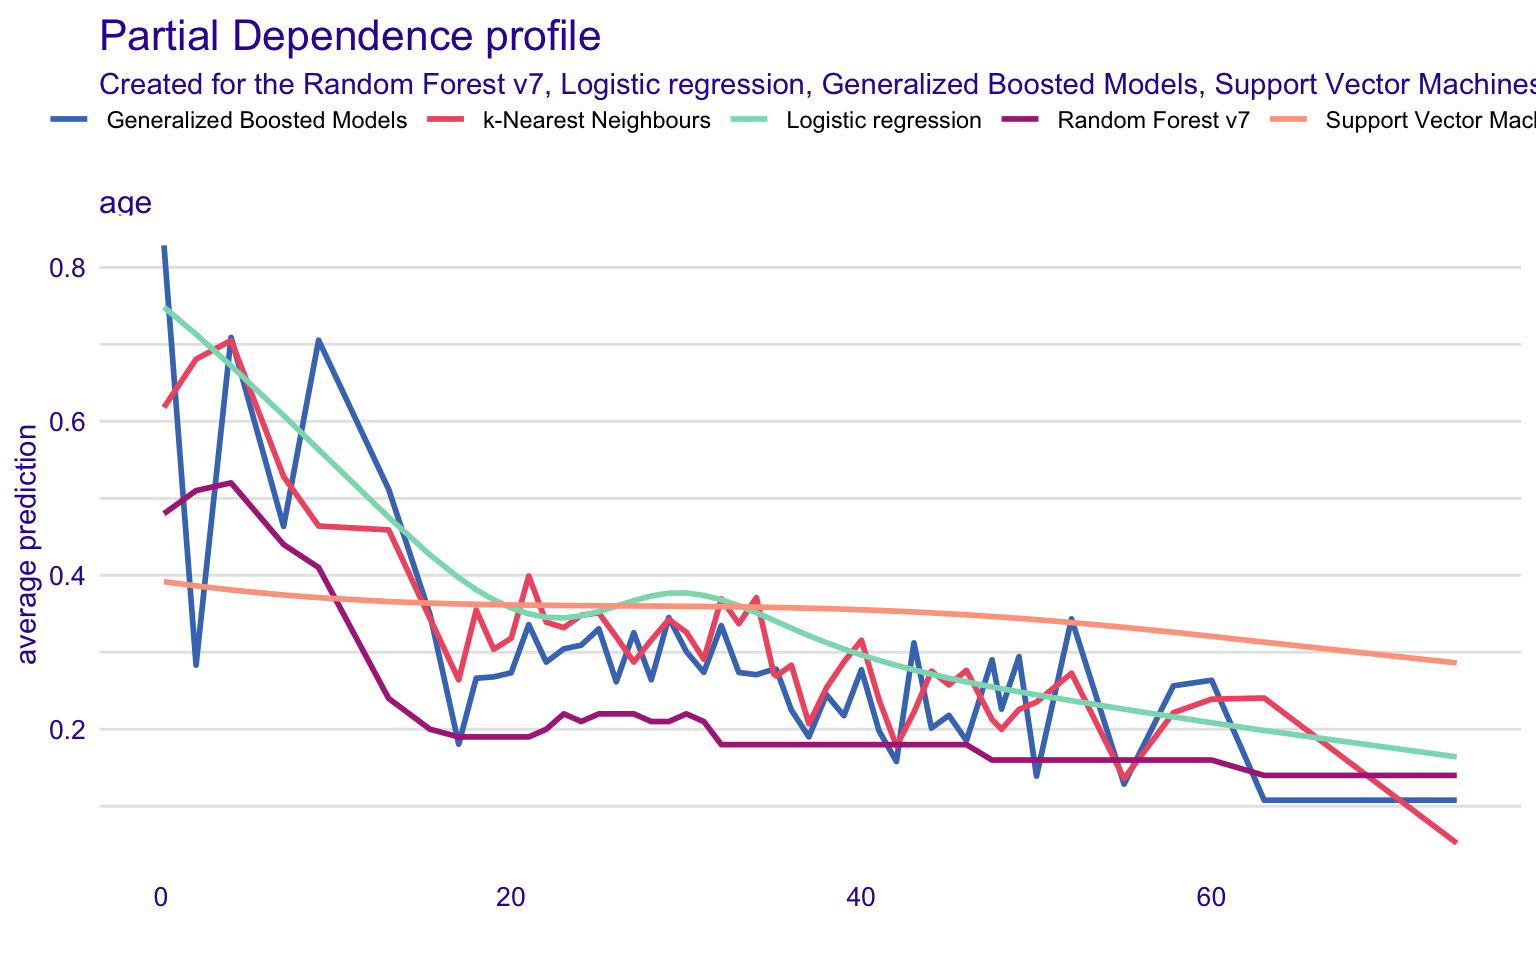 Partial Dependence profile
Created for the Random Forest v7, Logistic regression, Generalized Boosted Models, Support Vector Machines
Generalized Boosted Models k-Nearest Neighbours Logistic regression Random Forest v7 Support Vector
age
0.8
0.6
0.4
0.2
average prediction
0 20 40 60